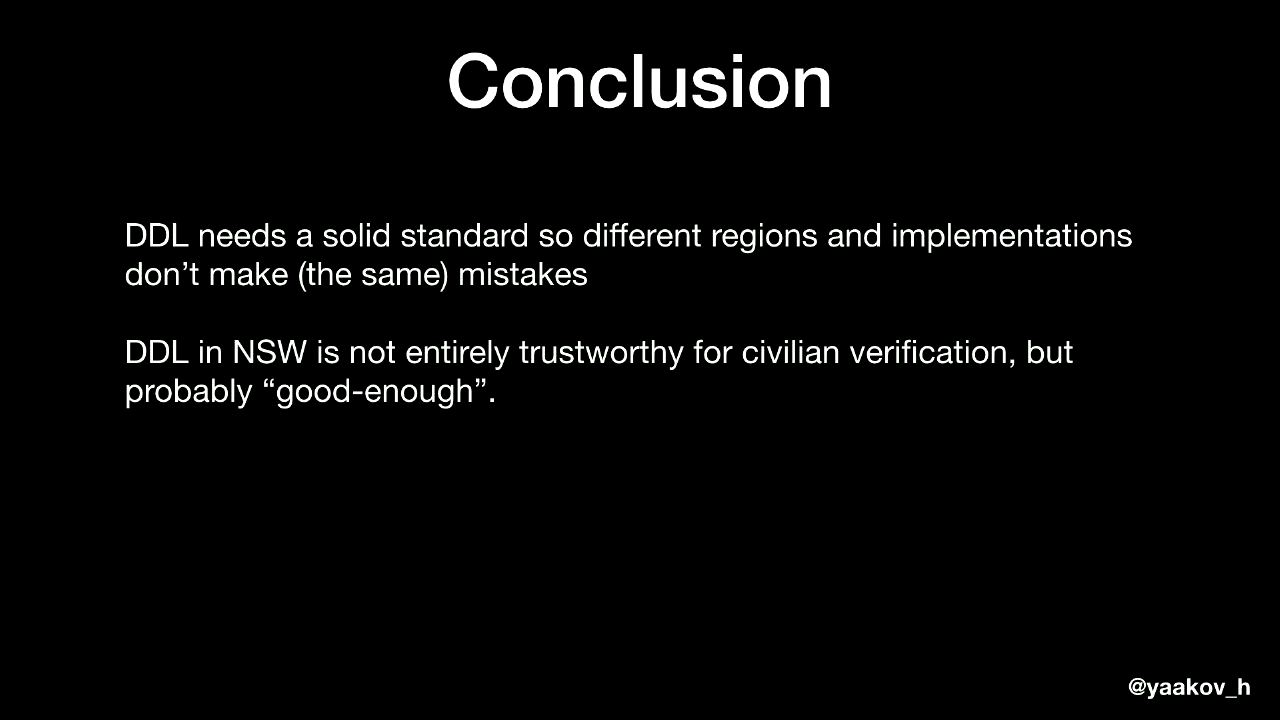 Conclusion
DDL needs a solid standard so different regions and implementations
don’t make (the same) mistakes
DDL in NSW is not entirely trustworthy for civilian verification, but
probably “good-enough”.
@yaakov_h